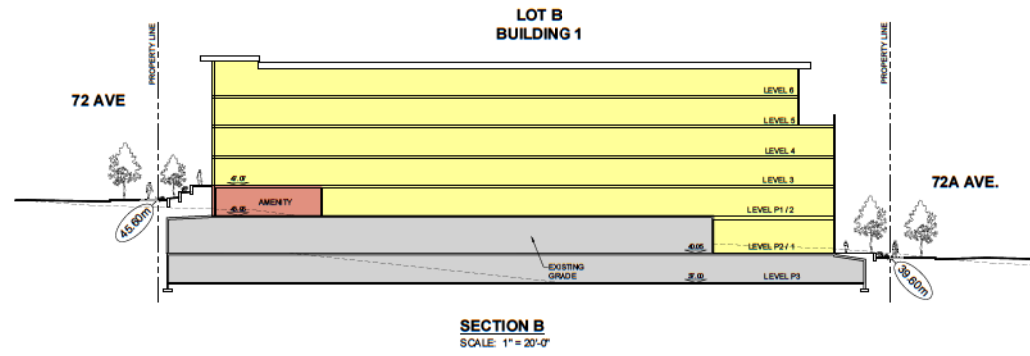 LOT B
BUILDING 1
PROPERTY LINE
PROPERTY LINE
72 AVE
72A AVE.
LEVEL 6
LEVEL 5
LEVEL 4
LEVEL 3
AMENITY
LEVEL P1 / 2
LEVEL P2 / 1
45.60m
EXISTING
GRADE
LEVEL P3
39.60m
SECTION B
SCALE: 1" = 20'-0"